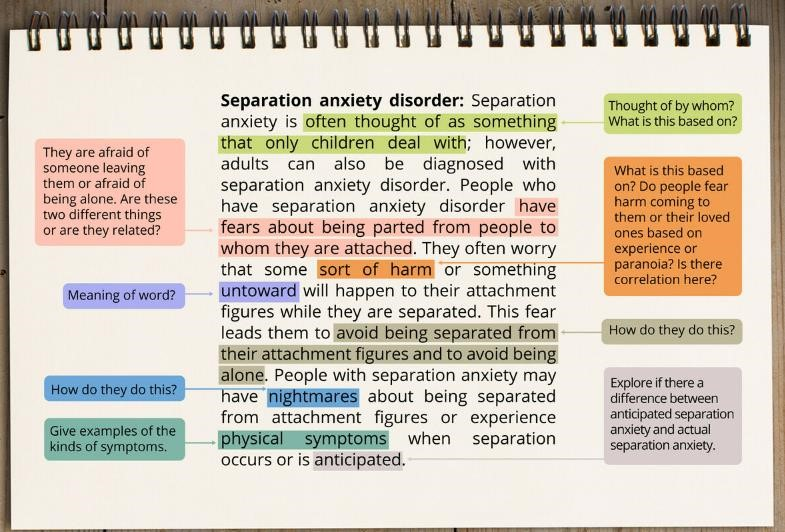 Separation anxiety disorder: Separation
anxiety is often thought of as something
that only children deal with; however,
adults can also be diagnosed with
separation anxiety disorder. People who
have separation anxiety disorder have
fears about being parted from people to
whom they are attached. They often worry
that some sort of harm or something
untoward will happen to their attachment
figures while they are separated. This fear
leads them to avoid being separated from
their attachment figures and to avoid being
alone. People with separation anxiety may
have nightmares about being separated
from attachment figures or experience
physical symptoms when separation
occurs or is anticipated.
They are afraid of
someone leaving
them or afraid of
being alone. Are these
two different things
or are they related?
Meaning of word?
How do they do this?
Give examples of the
kinds of symptoms.
Thought of by whom?
What is this based on?
What is this based
on? Do people fear
harm coming to
them or their loved
ones based on
experience or
paranoia? Is there
correlation here?
How do they do this?
Explore if there a
difference between
anticipated separation
anxiety and actual
separation anxiety.